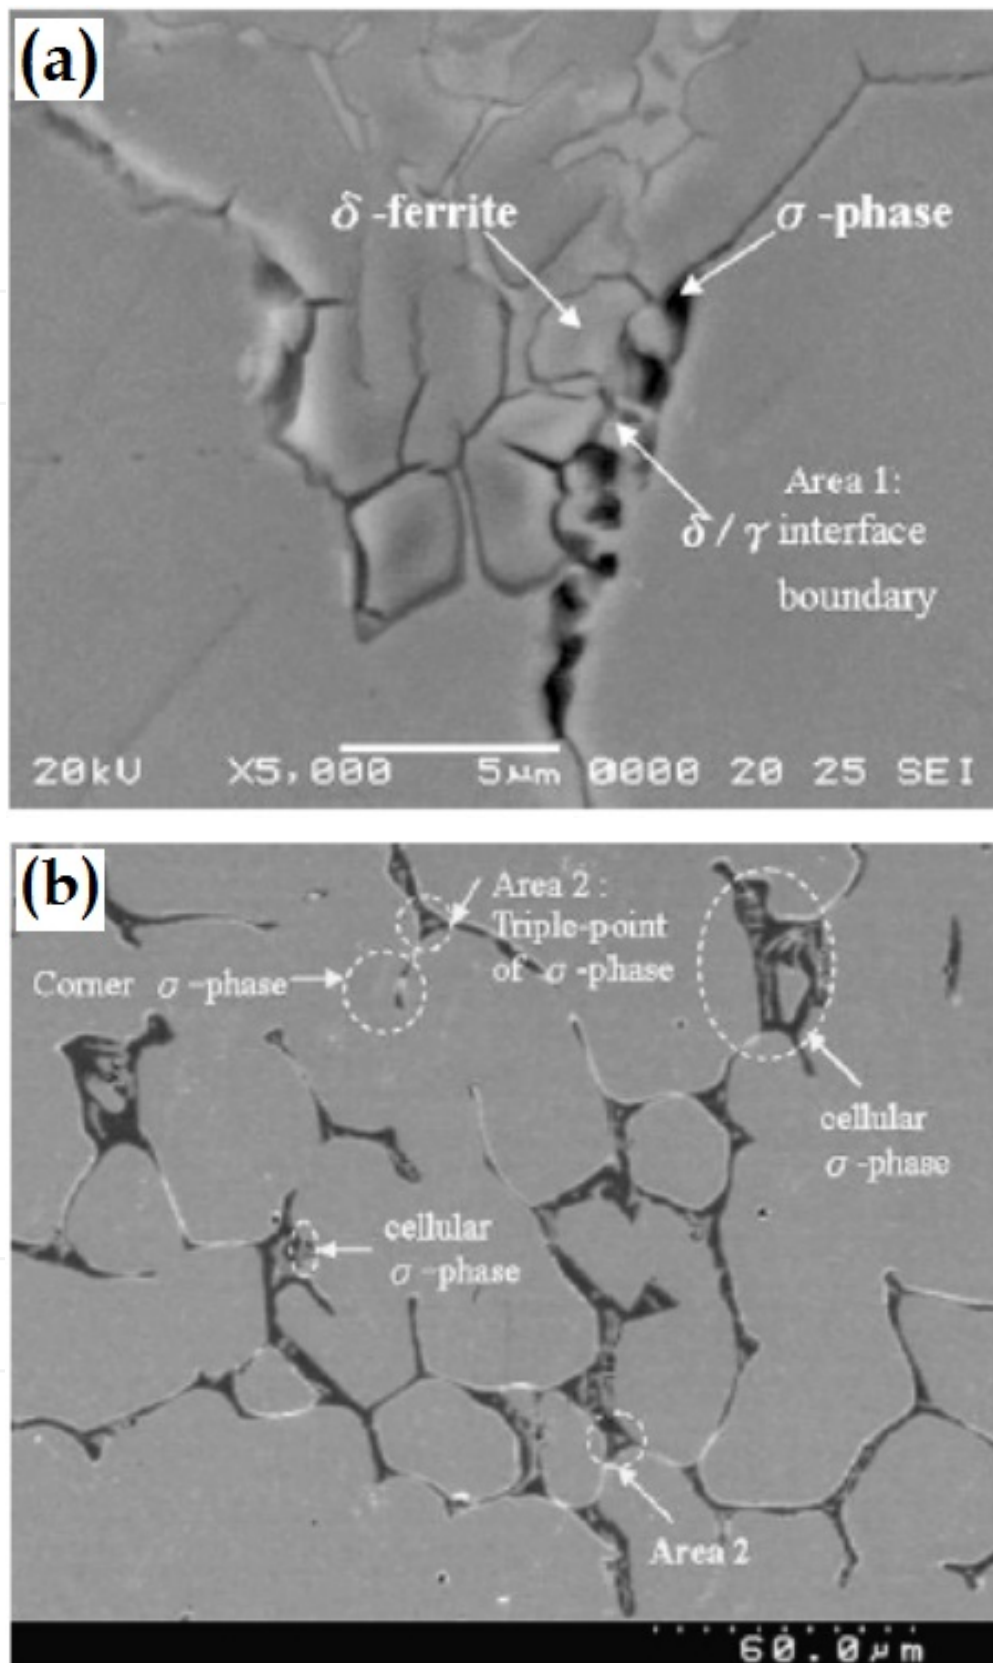 (a)
δ -ferrite
σ -phase
Area 1:
δ / γ interface
boundary
20kV X5,000 5μm 0000 20 25 SEI
(b)
Area 2 :
Triple-point
of σ -phase
Corner σ -phase
cellular
σ -phase
cellular
σ -phase
Area 2
60.0μm